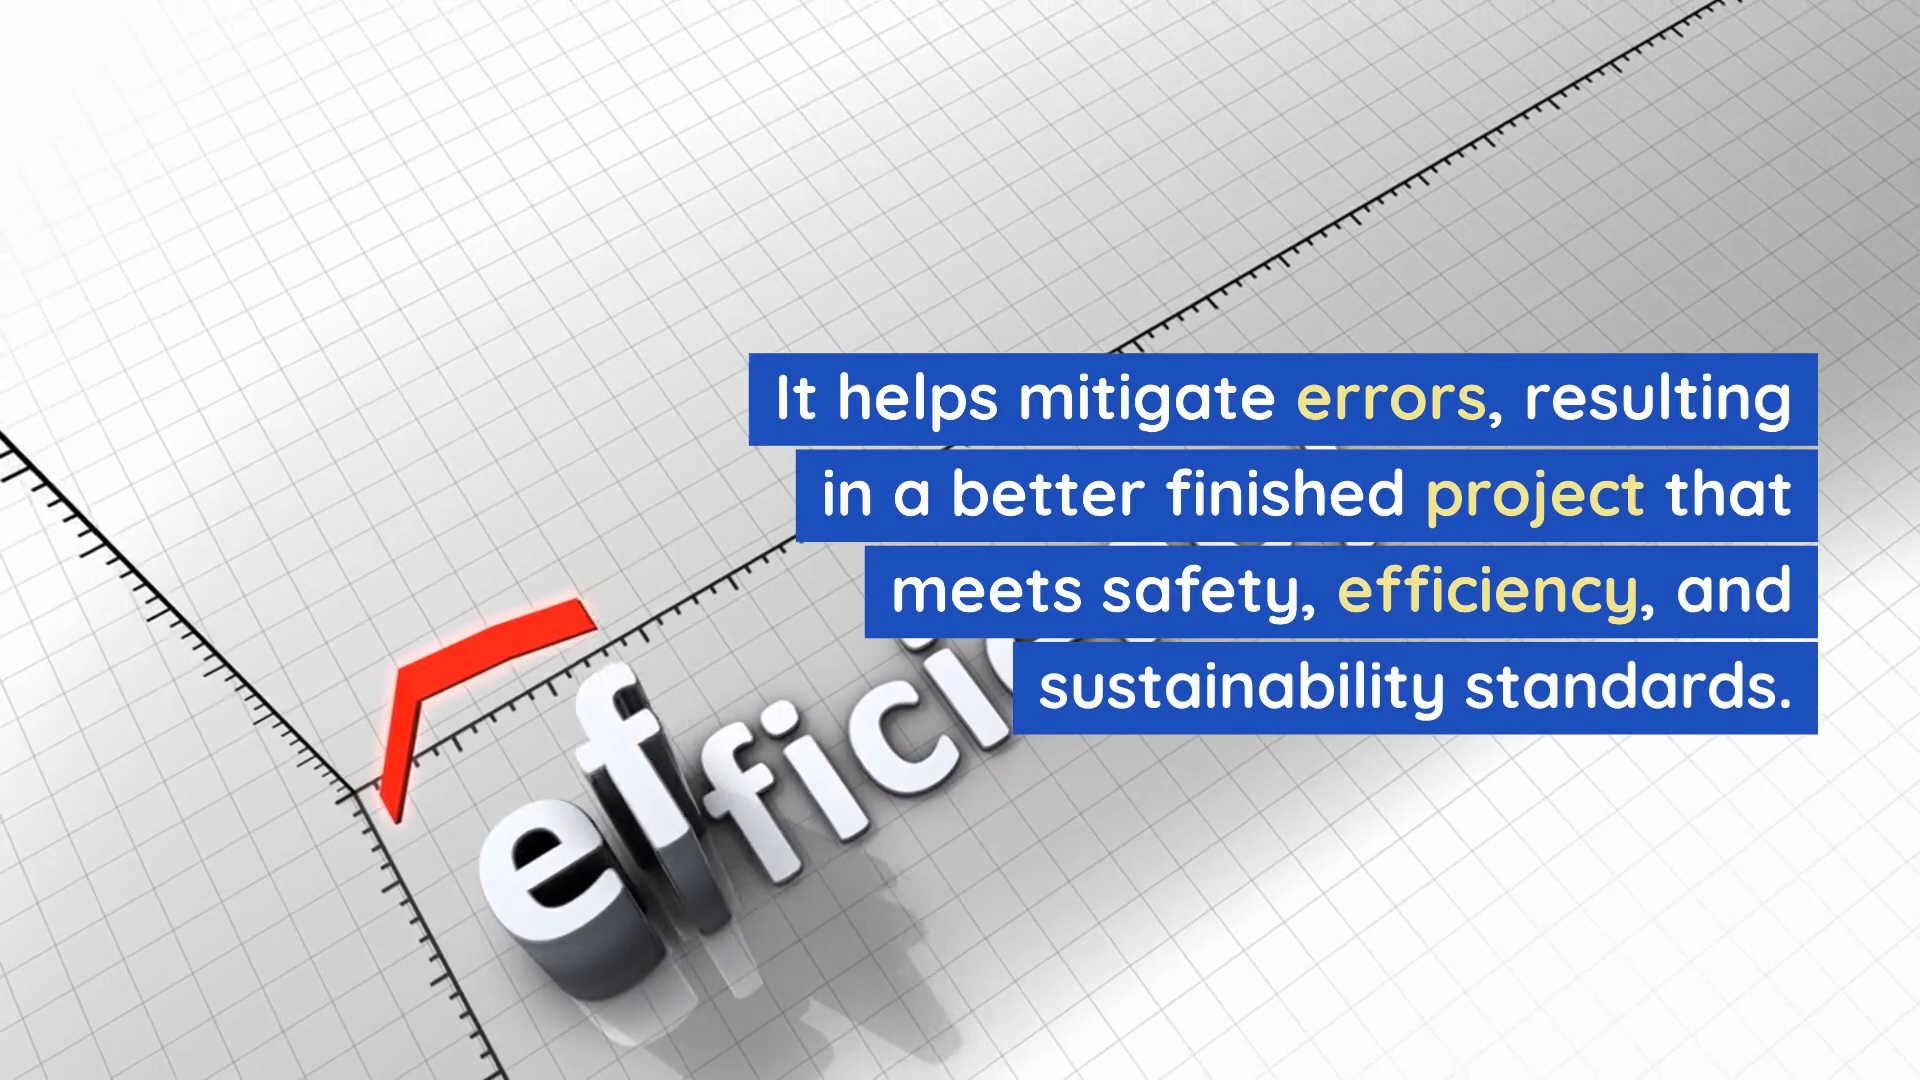 It helps mitigate errors, resulting
in a better finished project that
meets safety, efficiency, and
sustainability standards.